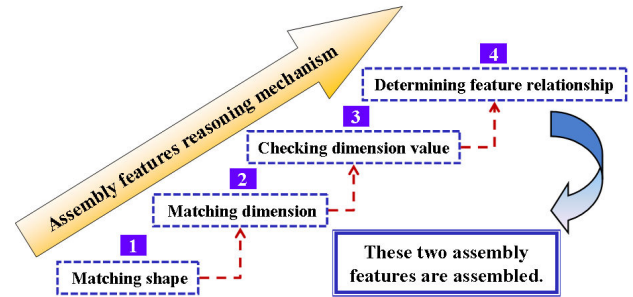 Assembly features reasoning mechanism
1
Matching shape
2
Matching dimension
3
Checking dimension value
4
Determining feature relationship
These two assembly
features are assembled.